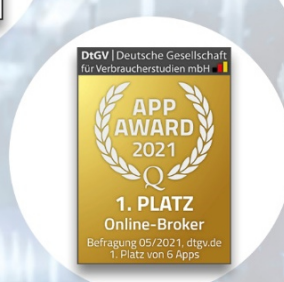 DtGV | Deutsche Gesellschaft
für Verbraucherstudien mbH
APP
AWARD
2021
Q
1. PLATZ
Online-Broker
Befragung 05/2021, dtgv.de
1. Platz von 6 Apps